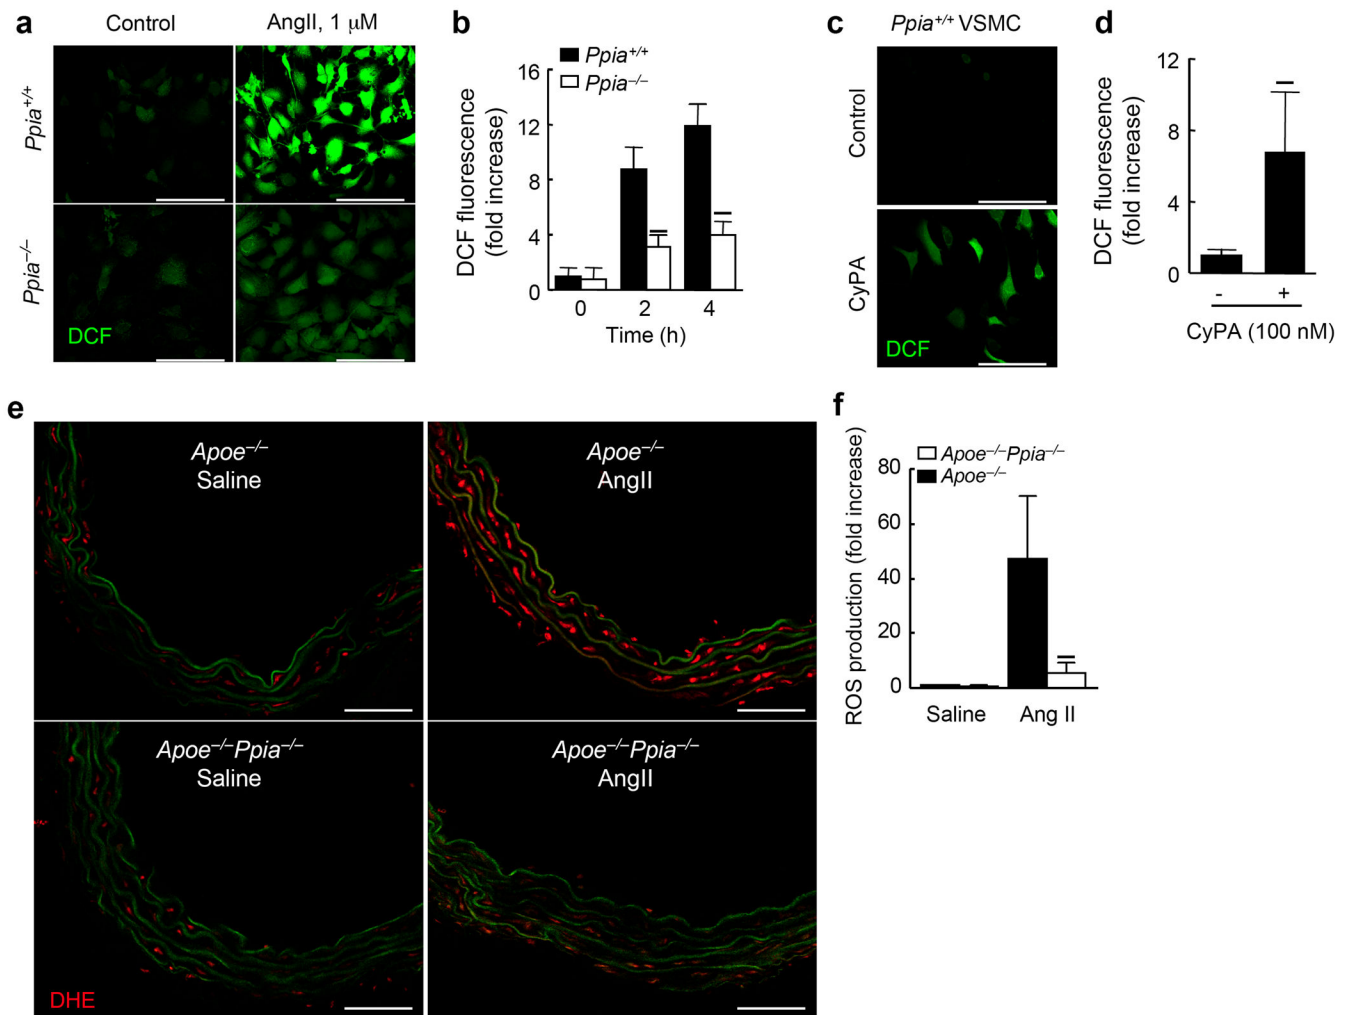 a
Control
AngII, 1 μM
Ppia+/+
Ppia−/−
DCF
b
Ppia+/+
Ppia−/−
DCF fluorescence
(fold increase)
16
12
8
4
0
0 2 4
Time (h)
c
Ppia+/+ VSMC
Control
CyPA
DCF
d
DCF fluorescence
(fold increase)
12
8
4
0
- +
CyPA (100 nM)
e
Apoe−/−
Saline
Apoe−/−
AngII
Apoe−/−Ppia−/−
Saline
Apoe−/−Ppia−/−
AngII
DHE
f
Apoe−/−Ppia−/−
Apoe−/−
ROS production (fold increase)
80
60
40
20
0
Saline Ang II